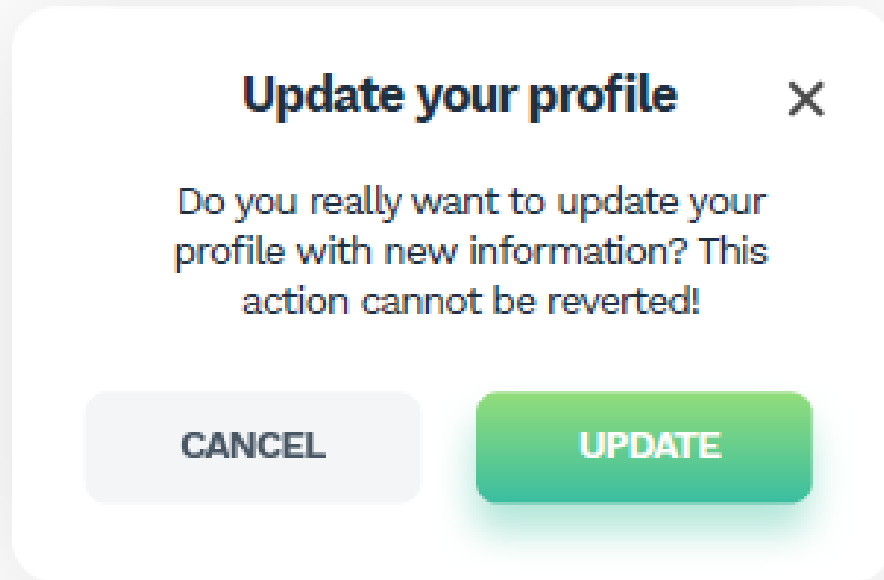 Update your profile
Do you really want to update your
profile with new information? This
action cannot be reverted!
CANCEL
UPDATE